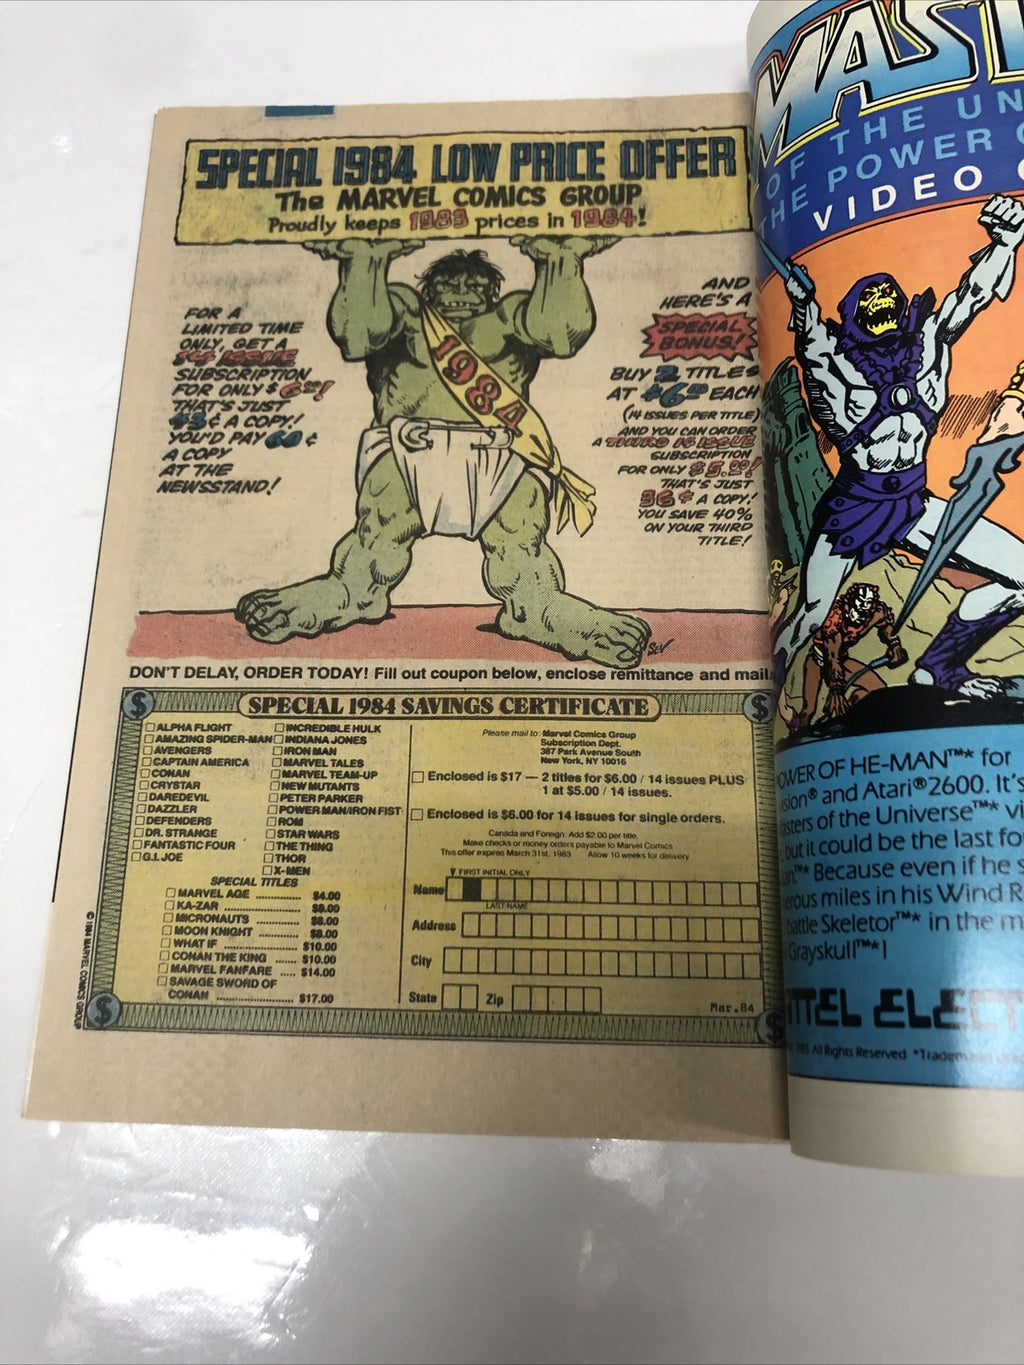 SPECIAL 1984 LOW PRICE OFFER
The MARVEL COMICS GROUP
Proudly keeps 1983 prices in 1984!
FOR A
LIMITED TIME
ONLY, GET A
14 ISSUE
SUBSCRIPTION
FOR ONLY $6.00!
THAT'S JUST
43¢ A COPY!
YOU'D PAY 60¢
A COPY
AT THE
NEWSSTAND!
1984
AND
HERE'S A
SPECIAL
BONUS!
BUY 2 TITLES
AT $6.00 EACH
(14 ISSUES PER TITLE)
AND YOU CAN ORDER
A THIRD 14 ISSUE
SUBSCRIPTION
FOR ONLY $5.00!
THAT'S JUST
36¢ A COPY!
YOU SAVE 40%
ON YOUR THIRD
TITLE!
SEV
DON'T DELAY, ORDER TODAY! Fill out coupon below, enclose remittance and mail.
SPECIAL 1984 SAVINGS CERTIFICATE
ALPHA FLIGHT
AMAZING SPIDER-MAN
AVENGERS
CAPTAIN AMERICA
CONAN
CRYSTAR
DAREDEVIL
DAZZLER
DEFENDERS
DR. STRANGE
FANTASTIC FOUR
G.I. JOE
INCREDIBLE HULK
INDIANA JONES
IRON MAN
MARVEL TALES
MARVEL TEAM-UP
NEW MUTANTS
PETER PARKER
POWER MAN/IRON FIST
ROM
STAR WARS
THE THING
THOR
X-MEN
SPECIAL TITLES
MARVEL AGE ............... $4.00
KA-ZAR ............... $8.00
MICRONAUTS ............... $8.00
MOON KNIGHT ............... $8.00
WHAT IF ............... $10.00
CONAN THE KING ..... $10.00
MARVEL FANFARE ..... $14.00
SAVAGE SWORD OF
CONAN ............... $17.00
Please mail to: Marvel Comics Group
Subscription Dept.
387 Park Avenue South
New York, NY 10016
Enclosed is $17 — 2 titles for $6.00 / 14 issues PLUS
1 at $5.00 / 14 issues.
Enclosed is $6.00 for 14 issues for single orders.
Canada and Foreign: Add $2.00 per title.
Make checks or money orders payable to Marvel Comics
This offer expires March 31st, 1983 Allow 10 weeks for delivery
FIRST INITIAL ONLY
Name
LAST NAME
Address
City
State Zip
Mar. 84
© 1984 MARVEL COMICS GROUP
MAST
OF THE UN
THE POWER O
VIDEO
POWER OF HE-MAN™* for
ision® and Atari® 2600. It's
asters of the Universe™* vi
but it could be the last fo
an.™* Because even if he s
erous miles in his Wind R
battle Skeletor™* in the m
Grayskull™*!
TTEL ELECT
All Rights Reserved